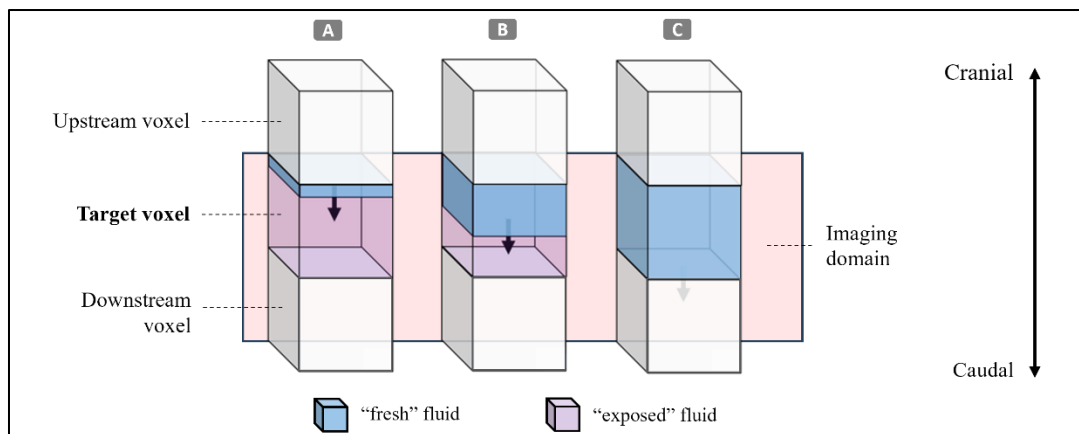 A
B
C
Cranial
Upstream voxel
Target voxel
Imaging
domain
Downstream
voxel
Caudal
“fresh” fluid
“exposed” fluid